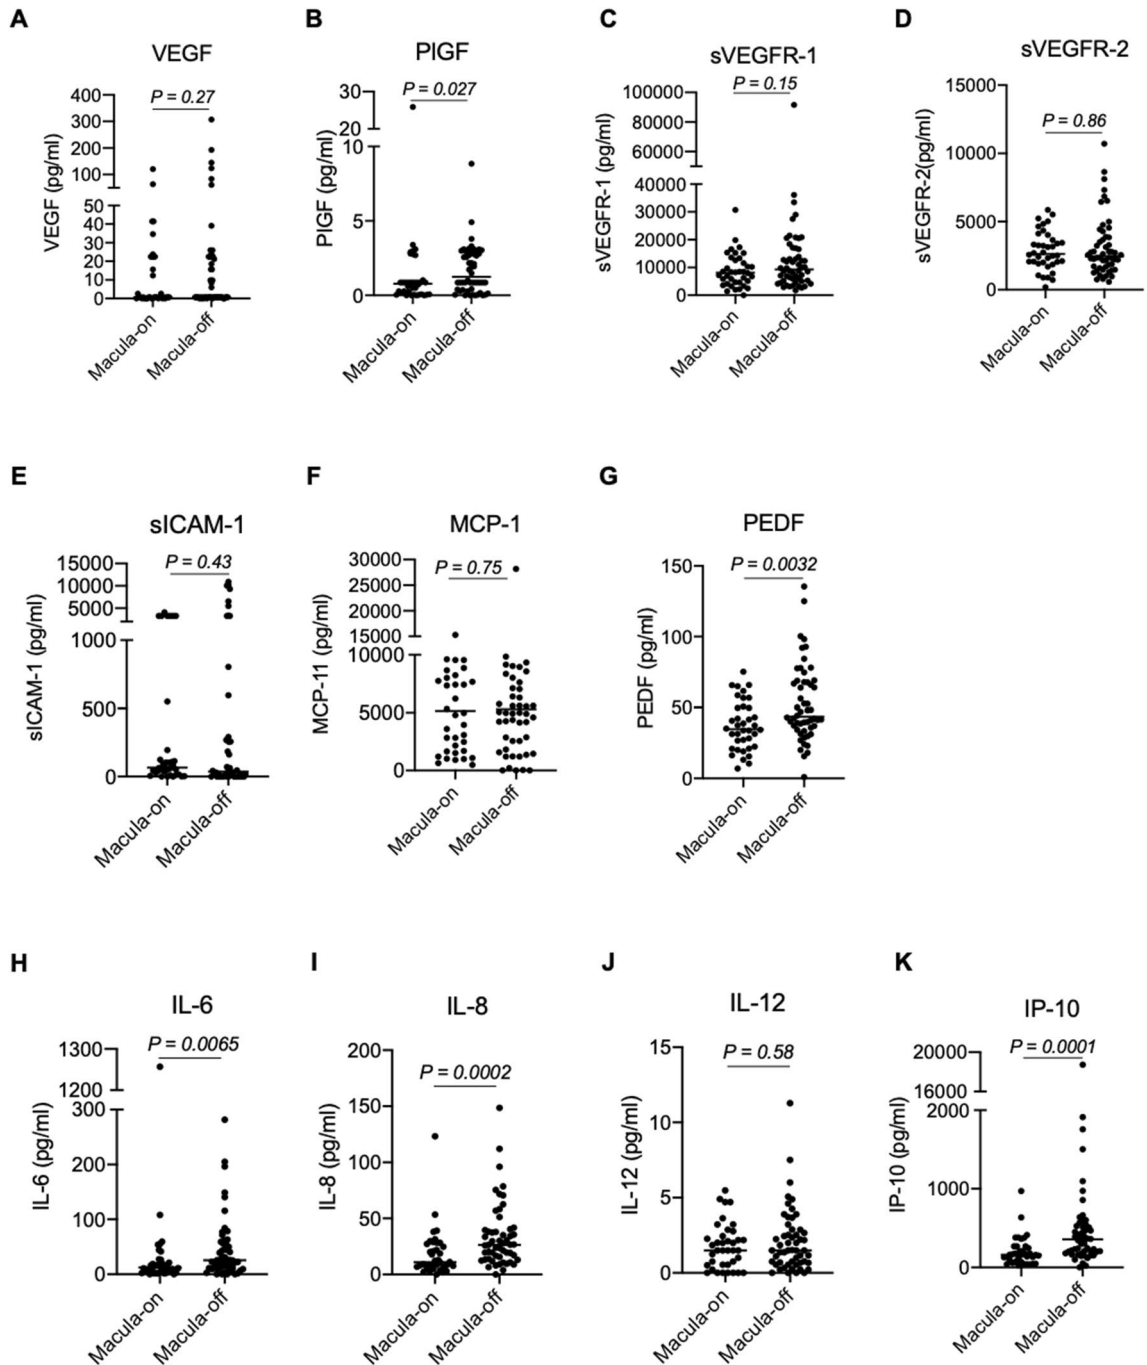 A
VEGF
P = 0.27
400
300
200
100
50
40
30
20
10
0
VEGF (pg/ml)
Macula-on
Macula-off
B
PlGF
P = 0.027
30
20
10
5
0
PlGF (pg/ml)
Macula-on
Macula-off
C
sVEGFR-1
P = 0.15
100000
80000
60000
40000
30000
20000
10000
0
sVEGFR-1 (pg/ml)
Macula-on
Macula-off
D
sVEGFR-2
15000
P = 0.86
10000
5000
0
sVEGFR-2(pg/ml)
Macula-on
Macula-off
E
sICAM-1
P = 0.43
15000
10000
5000
1000
500
0
sICAM-1 (pg/ml)
Macula-on
Macula-off
F
MCP-1
P = 0.75
30000
25000
20000
15000
10000
5000
0
MCP-11 (pg/ml)
Macula-on
Macula-off
G
PEDF
P = 0.0032
150
100
50
0
PEDF (pg/ml)
Macula-on
Macula-off
H
IL-6
P = 0.0065
1300
1200
300
200
100
0
IL-6 (pg/ml)
Macula-on
Macula-off
I
IL-8
200
P = 0.0002
150
100
50
0
IL-8 (pg/ml)
Macula-on
Macula-off
J
IL-12
15
P = 0.58
10
5
0
IL-12 (pg/ml)
Macula-on
Macula-off
K
IP-10
P = 0.0001
20000
16000
2000
1000
0
IP-10 (pg/ml)
Macula-on
Macula-off